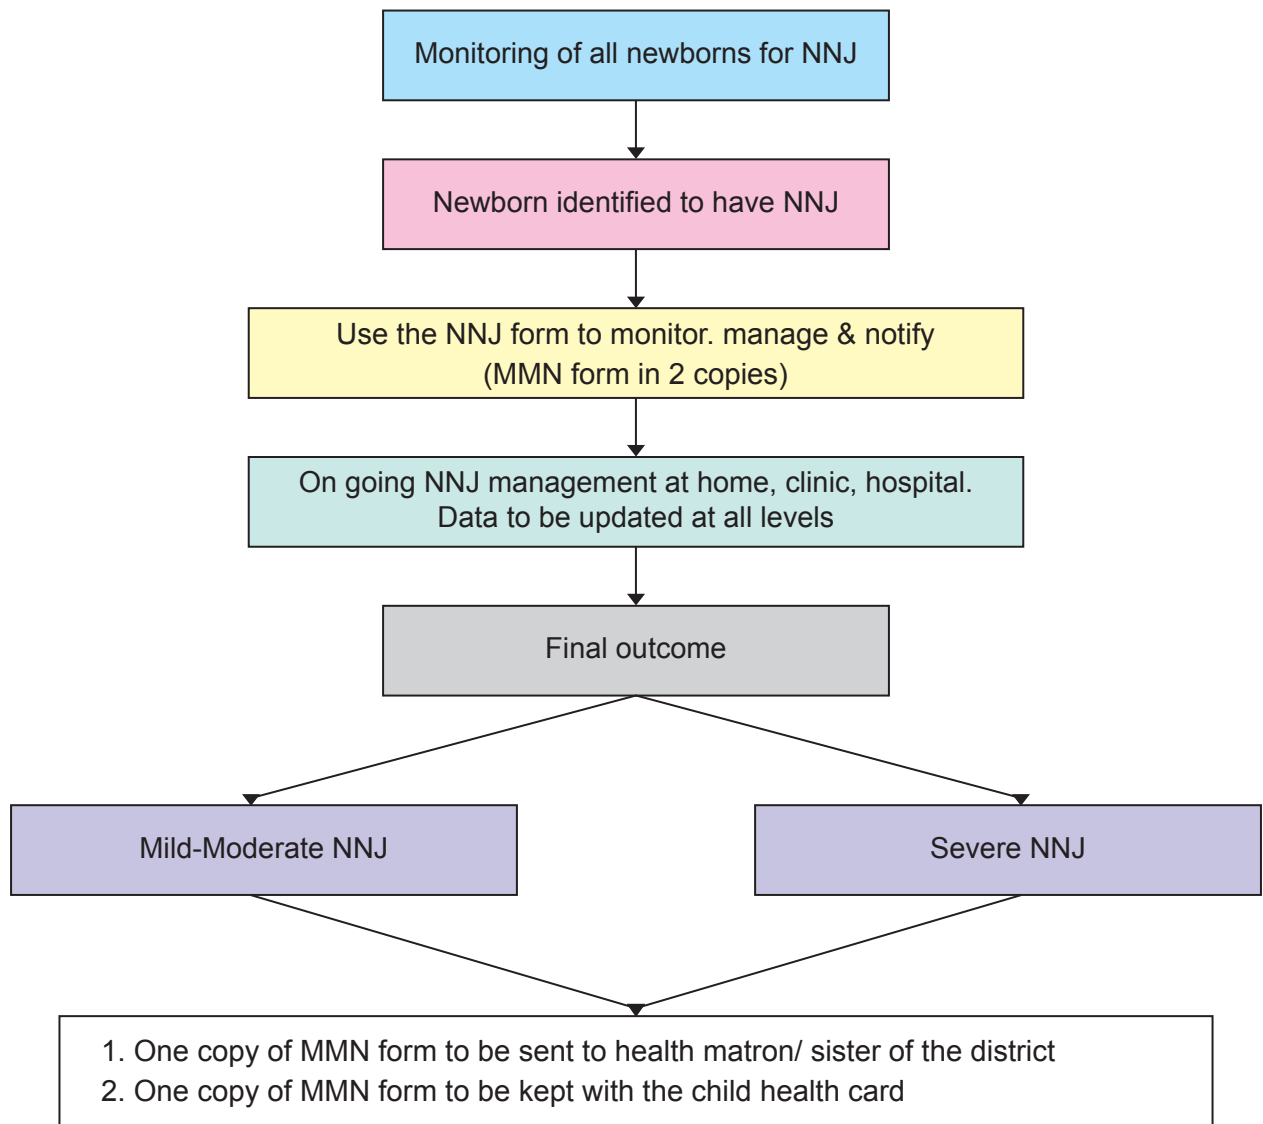 Monitoring of all newborns for NNJ
Newborn identified to have NNJ
Use the NNJ form to monitor. manage & notify
(MMN form in 2 copies)
On going NNJ management at home, clinic, hospital.
Data to be updated at all levels
Final outcome
Mild-Moderate NNJ
Severe NNJ
1. One copy of MMN form to be sent to health matron/ sister of the district
2. One copy of MMN form to be kept with the child health card